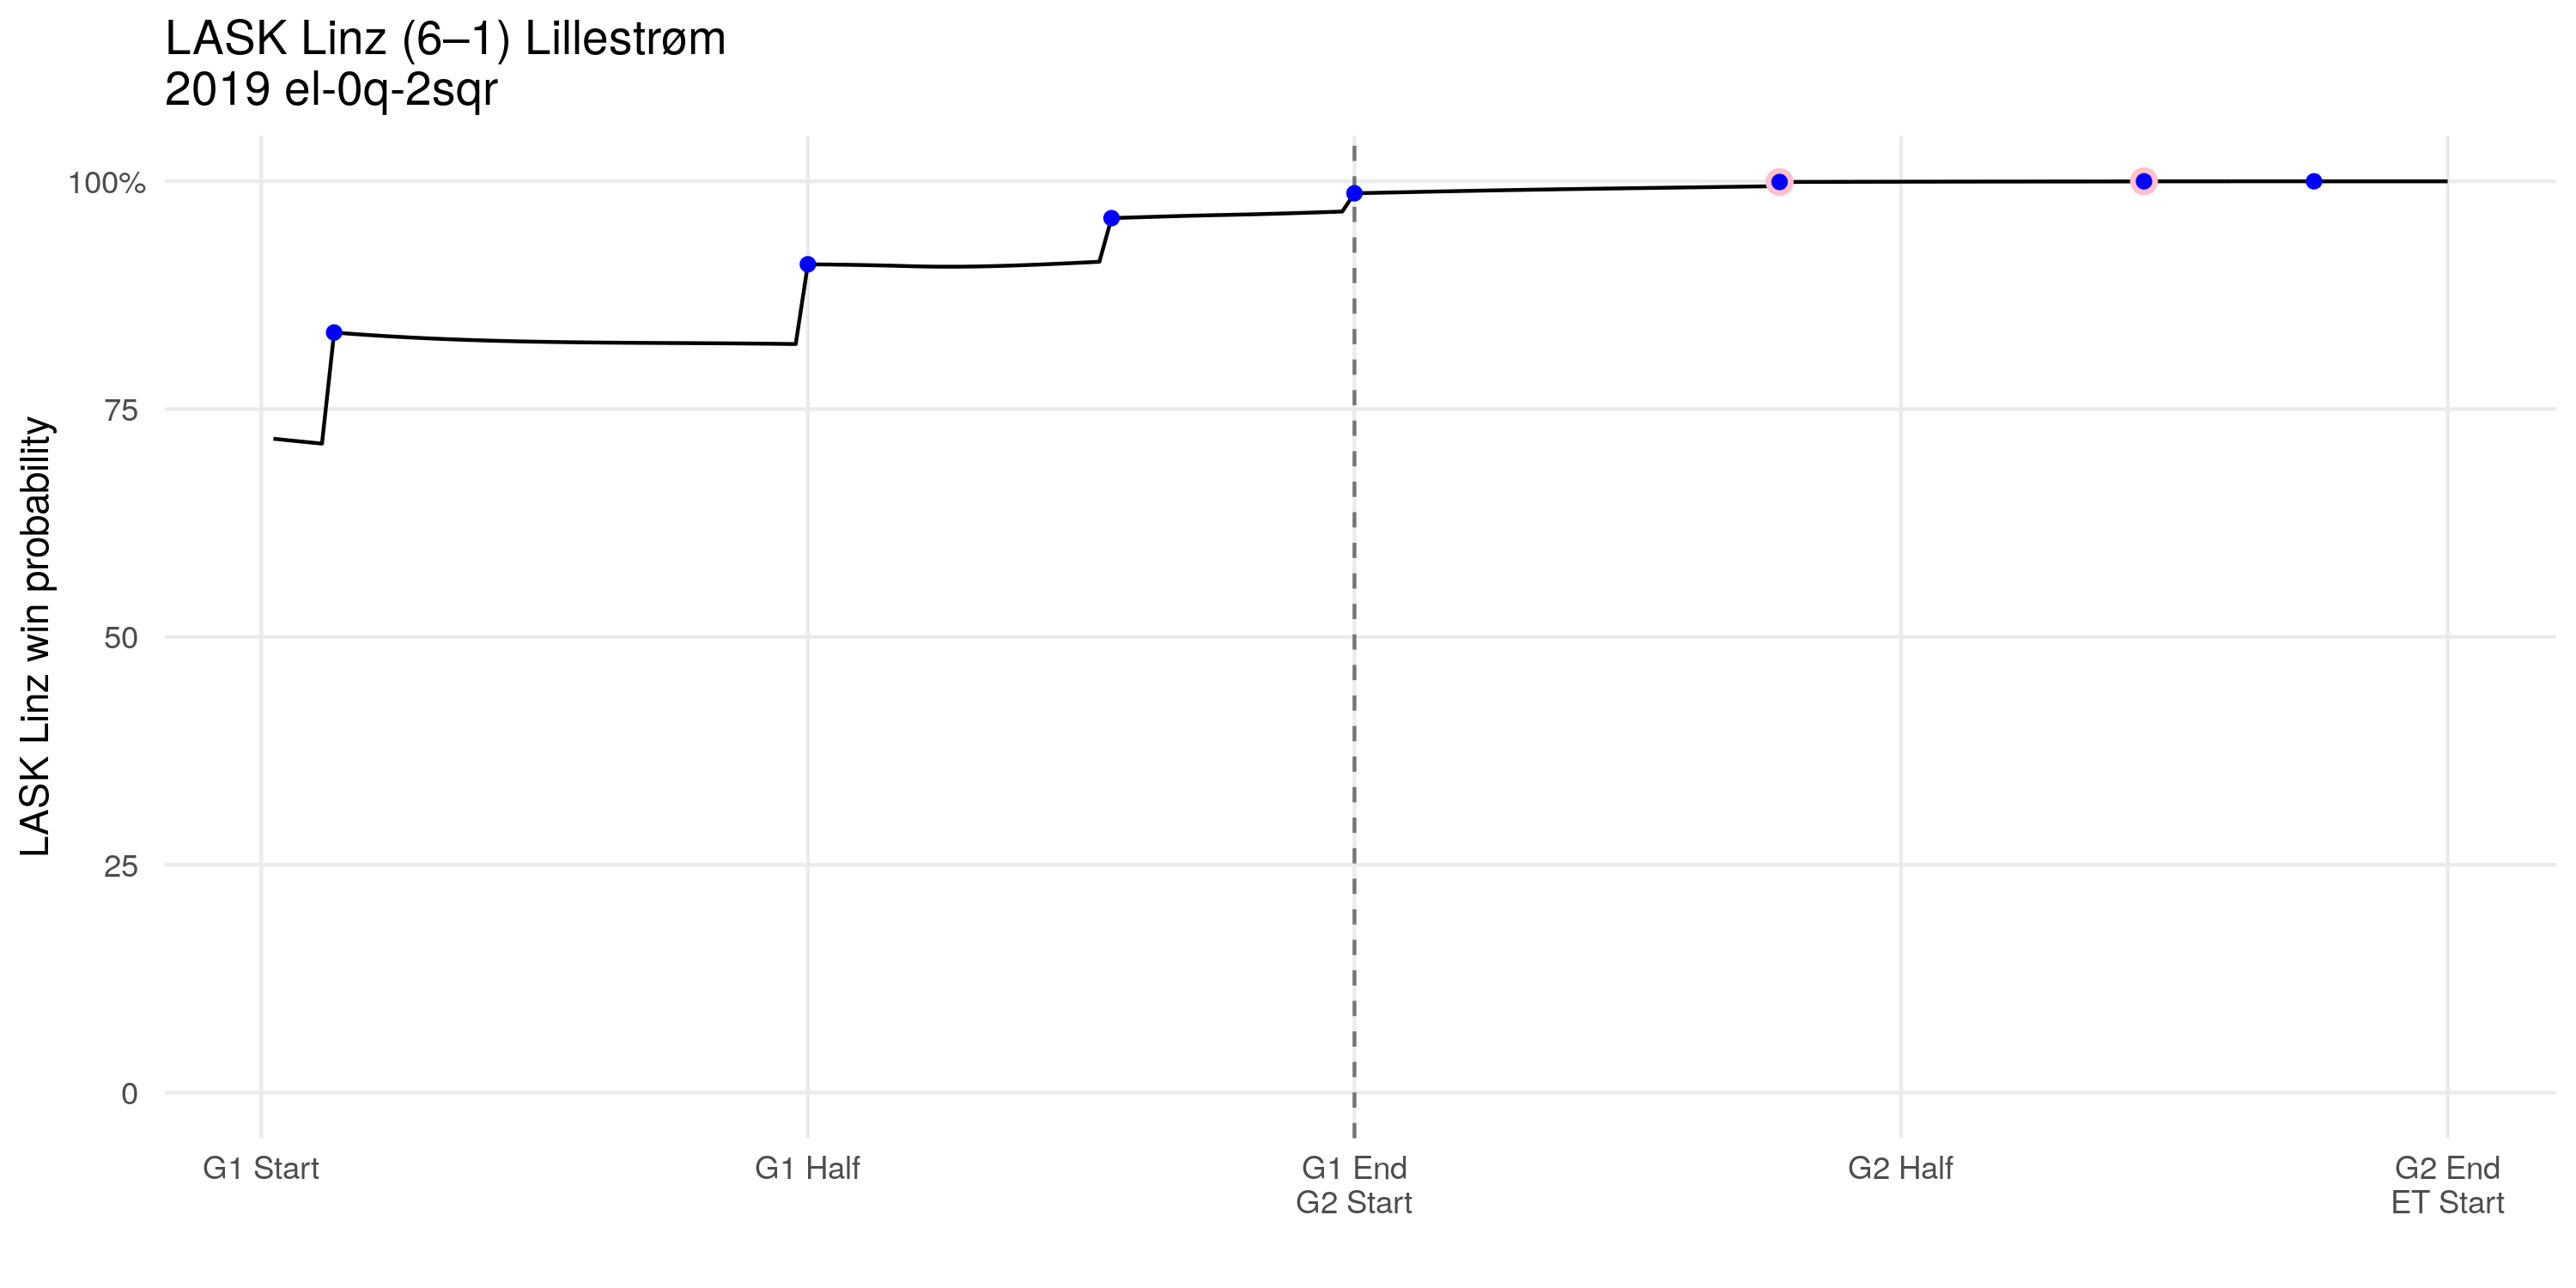 LASK Linz (6–1) Lillestrøm
2019 el-0q-2sqr
LASK Linz win probability
100%
75
50
25
0
G1 Start
G1 Half
G1 End
G2 Start
G2 Half
G2 End
ET Start